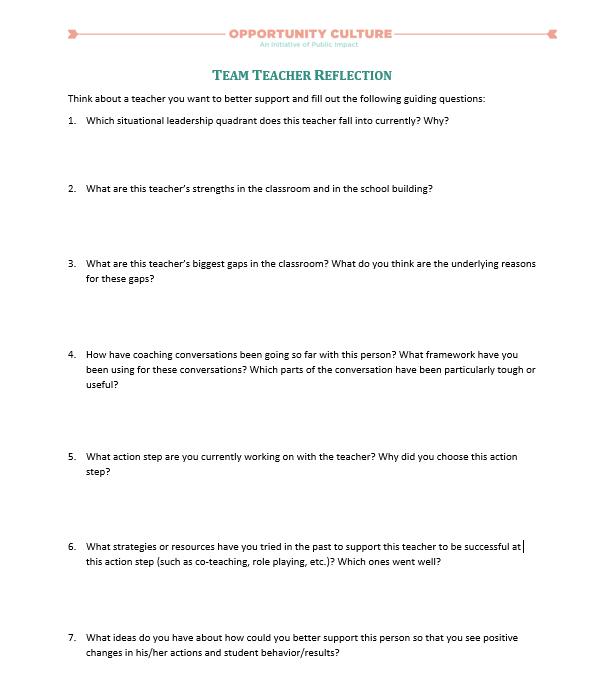 OPPORTUNITY CULTURE
An Initiative of Public Impact
TEAM TEACHER REFLECTION
Think about a teacher you want to better support and fill out the following guiding questions:
1. Which situational leadership quadrant does this teacher fall into currently? Why?
2. What are this teacher's strengths in the classroom and in the school building?
3. What are this teacher's biggest gaps in the classroom? What do you think are the underlying reasons
for these gaps?
4. How have coaching conversations been going so far with this person? What framework have you
been using for these conversations? Which parts of the conversation have been particularly tough or
useful?
5. What action step are you currently working on with the teacher? Why did you choose this action
step?
6. What strategies or resources have you tried in the past to support this teacher to be successful at
this action step (such as co-teaching, role playing, etc.)? Which ones went well?
7. What ideas do you have about how could you better support this person so that you see positive
changes in his/her actions and student behavior/results?